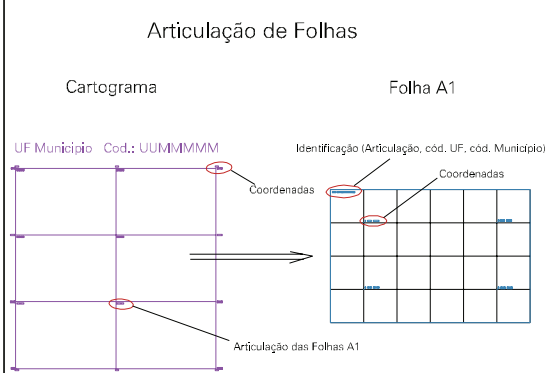 Articulação de Folhas
Cartograma
Folha A1
UF Municipio Cod.: UUMMMMM
Identificação (Articulação, cód. UF, cód. Município)
Coordenadas
Coordenadas
Articulação das Folhas A1